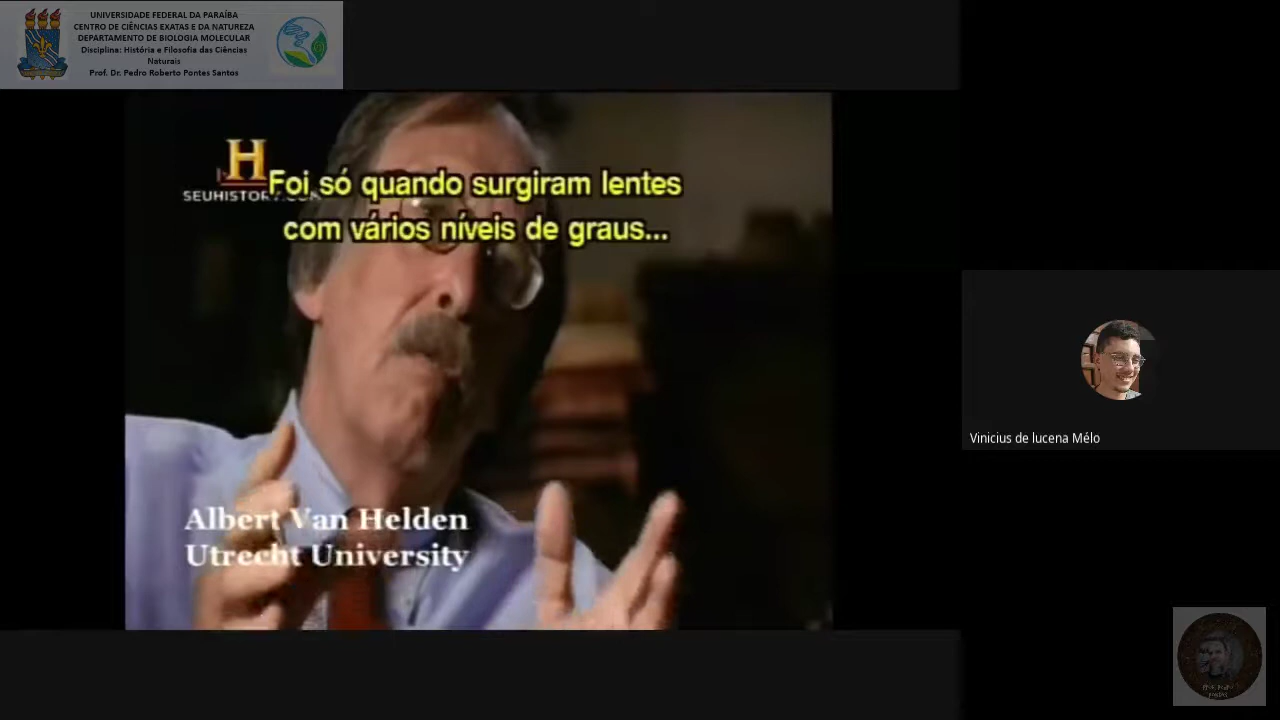 UNIVERSIDADE FEDERAL DA PARAÍBA
CENTRO DE CIÊNCIAS EXATAS E DA NATUREZA
DEPARTAMENTO DE BIOLOGIA MOLECULAR
Disciplina: História e Filosofia das Ciências
Naturais
Prof. Dr. Pedro Roberto Pontes Santos
H
SEUHISTORY.COM
Foi só quando surgiram lentes
com vários níveis de graus...
Albert Van Helden
Utrecht University
Vinicius de lucena Mélo